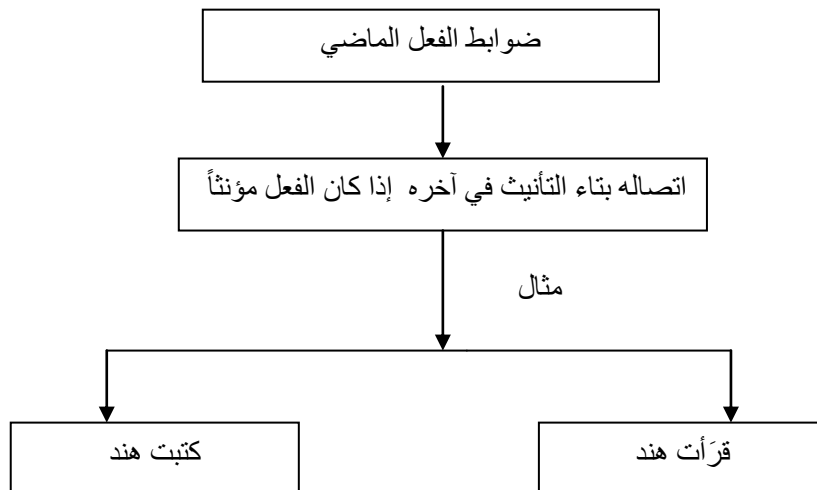 ضوابط الفعل الماضي
اتصاله بتاء التأنيث في آخره إذا كان الفعل مؤنثاً
مثال
قرَأت هند
كتبت هند